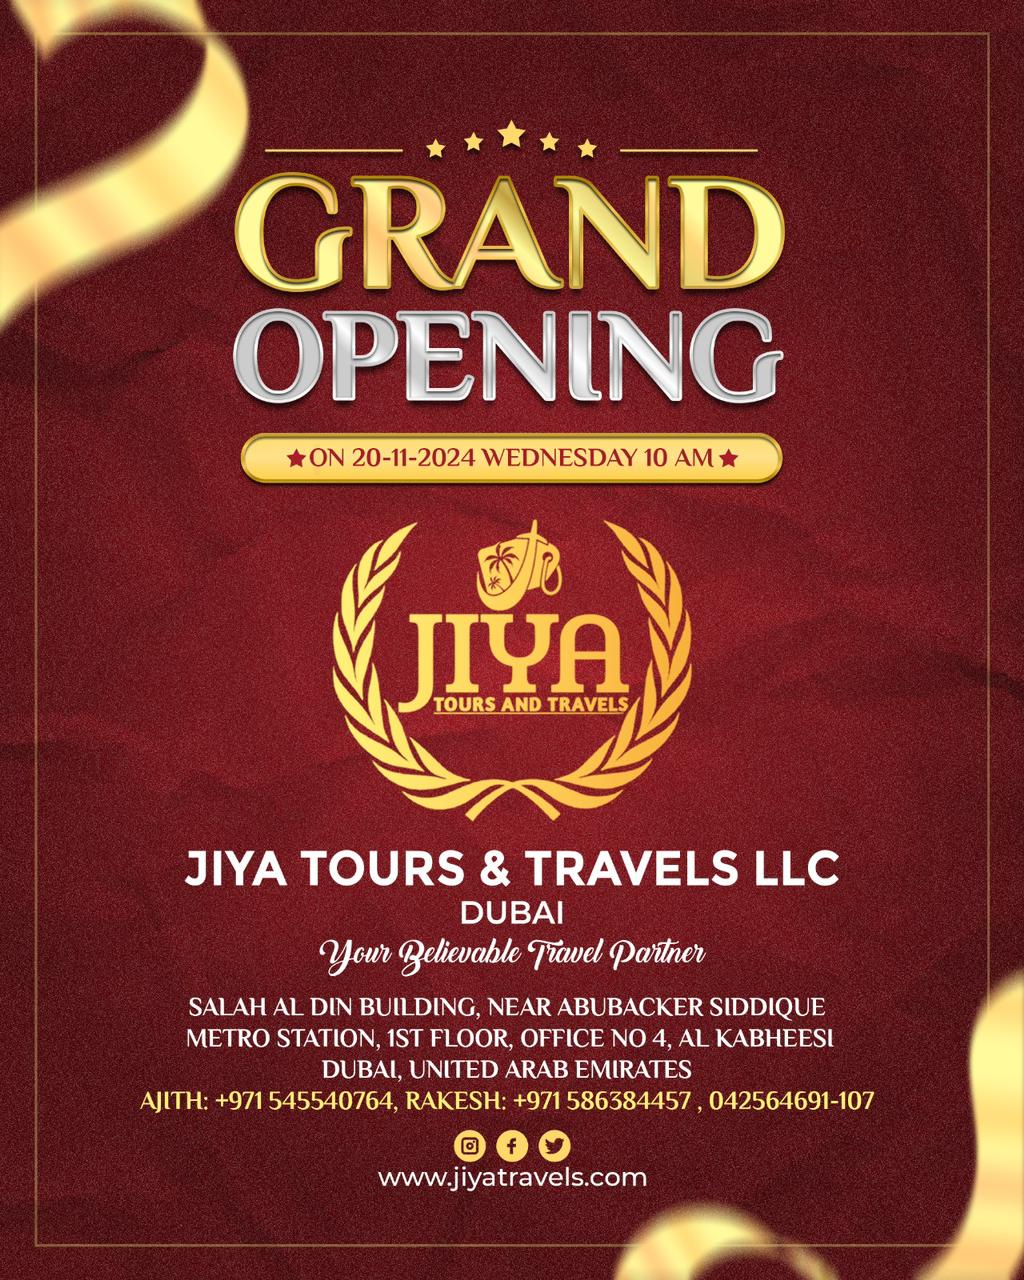 GRAND
OPENING
ON 20-11-2024 WEDNESDAY 10 AM
JIYA
TOURS AND TRAVELS
JIYA TOURS & TRAVELS LLC
DUBAI
Your Believable Travel Partner
SALAH AL DIN BUILDING, NEAR ABUBACKER SIDDIQUE
METRO STATION, 1ST FLOOR, OFFICE NO 4, AL KABHEESI
DUBAI, UNITED ARAB EMIRATES
AJITH: +971 545540764, RAKESH: +971 586384457 , 042564691-107
www.jiyatravels.com